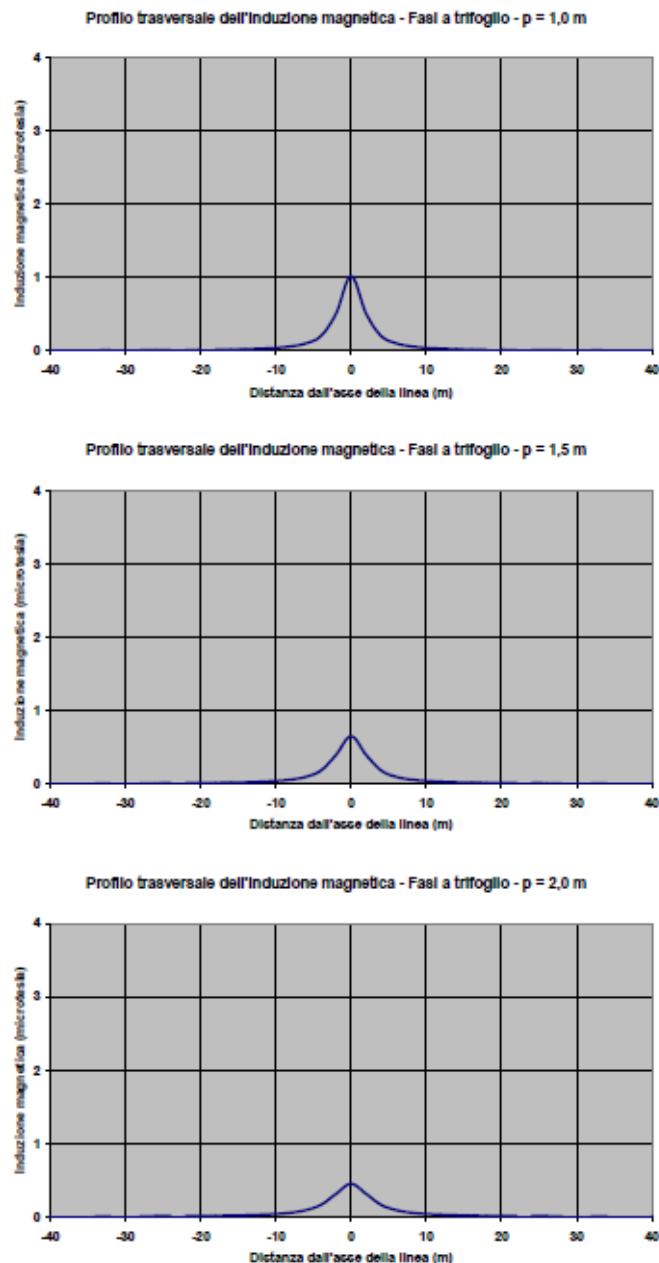 Profilo trasversale dell'Induzione magnetica - Fasi a trifoglio - p = 1,0 m
Induzione magnetica (microtesla)
4
3
2
1
0
-40 -30 -20 -10 0 10 20 30 40
Distanza dall'asse della linea (m)
Profilo trasversale dell'Induzione magnetica - Fasi a trifoglio - p = 1,5 m
Induzione magnetica (microtesla)
4
3
2
1
0
-40 -30 -20 -10 0 10 20 30 40
Distanza dall'asse della linea (m)
Profilo trasversale dell'Induzione magnetica - Fasi a trifoglio - p = 2,0 m
Induzione magnetica (microtesla)
4
3
2
1
0
-40 -30 -20 -10 0 10 20 30 40
Distanza dall'asse della linea (m)